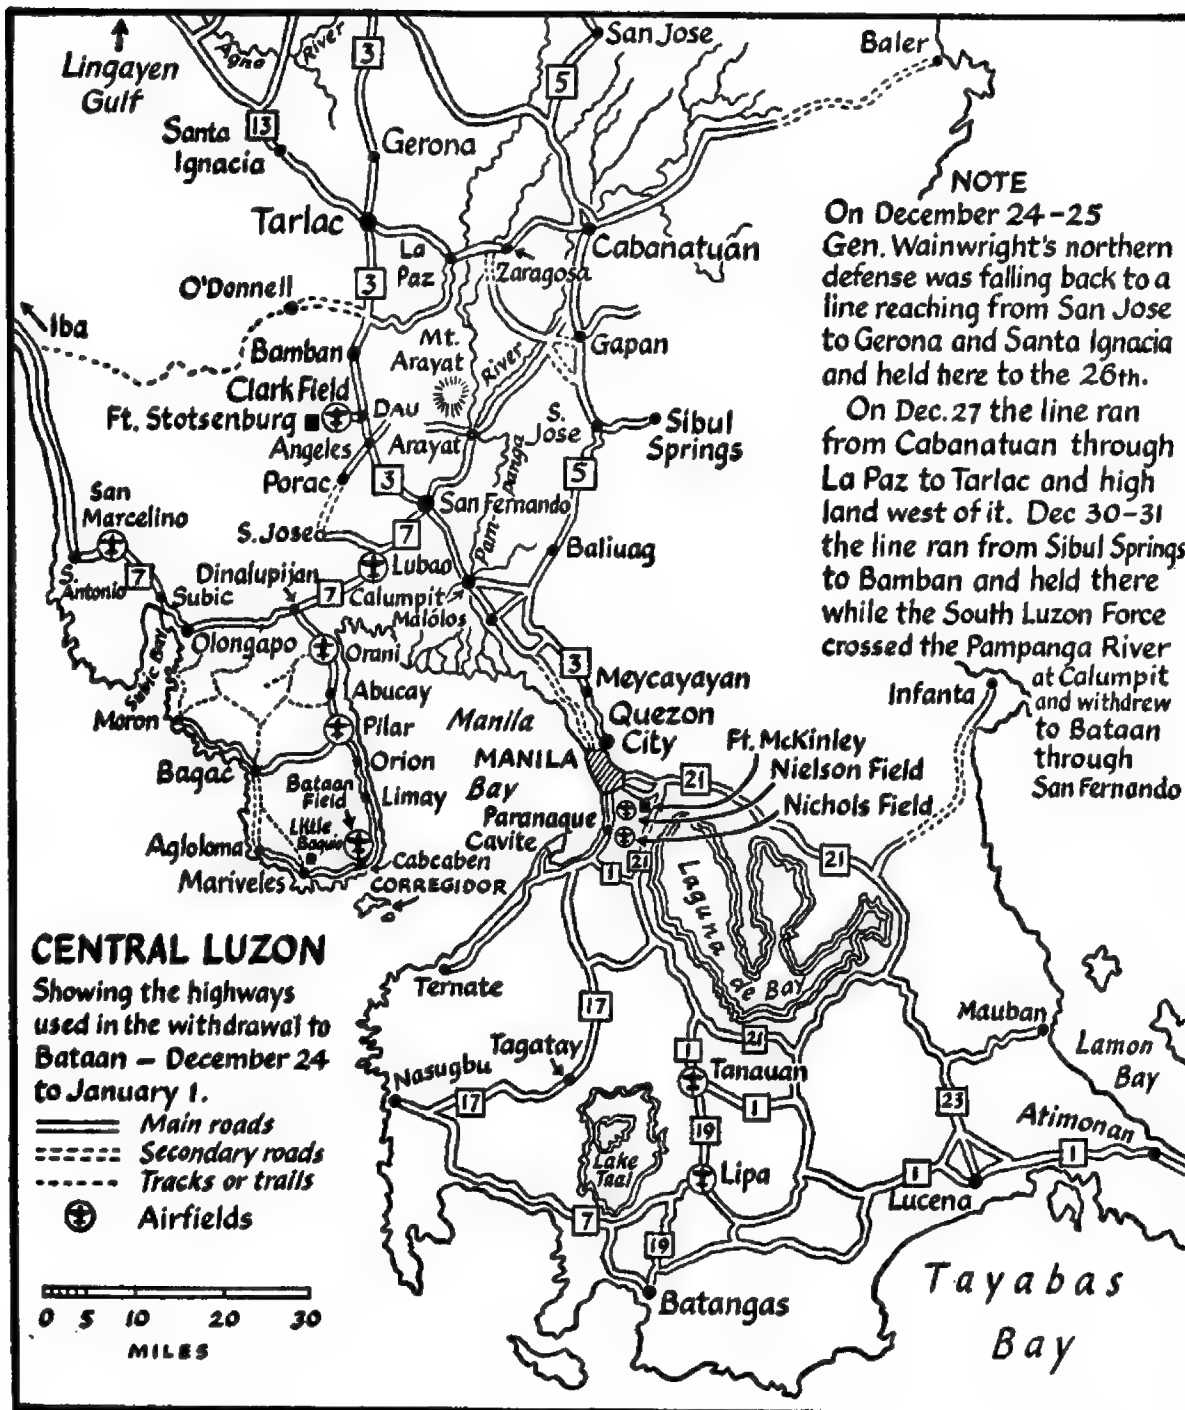 Lingayen
Gulf
Agno
River
3
5
San Jose
Baler
13
Santa
Ignacia
Gerona
Tarlac
La
Paz
Zaragosa
Cabanatuan
3
O'Donnell
Iba
Bamban
Mt.
Arayat
River
Gapan
Clark Field
Ft. Stotsenburg
DAU
Angeles
Arayat
S.
Jose
Sibul
Springs
Porac
3
San Fernando
Pampanga
5
San
Marcelino
S. Jose
7
Baliuag
S.
Antonio
7
Subic
Dinalupijan
7
Lubao
Calumpit
Malólos
Olongapo
Subic Bay
Orani
3
Meycayayan
Abucay
Moron
Pilar
Manila
Bay
Quezon
City
MANILA
Ft. McKinley
Nielson Field
Nichols Field
21
Bagac
Orion
Bataan
Field
Limay
Little
Baguio
Paranaque
Cavite
1
21
21
Agloloma
Mariveles
Cabcaben
CORREGIDOR
Laguna
de Bay
Infanta
NOTE
On December 24-25
Gen. Wainwright's northern
defense was falling back to a
line reaching from San Jose
to Gerona and Santa Ignacia
and held here to the 26th.
On Dec. 27 the line ran
from Cabanatuan through
La Paz to Tarlac and high
land west of it. Dec 30-31
the line ran from Sibul Springs
to Bamban and held there
while the South Luzon Force
crossed the Pampanga River
at Calumpit
and withdrew
to Bataan
through
San Fernando
CENTRAL LUZON
Showing the highways
used in the withdrawal to
Bataan - December 24
to January 1.
Main roads
Secondary roads
Tracks or trails
Airfields
0 5 10 20 30
MILES
Ternate
17
Tagatay
Nasugbu
17
1
21
Tanauan
1
19
Lake
Taal
Lipa
7
19
Batangas
Mauban
Lamon
Bay
23
Atimonan
1
1
Lucena
Tayabas
Bay